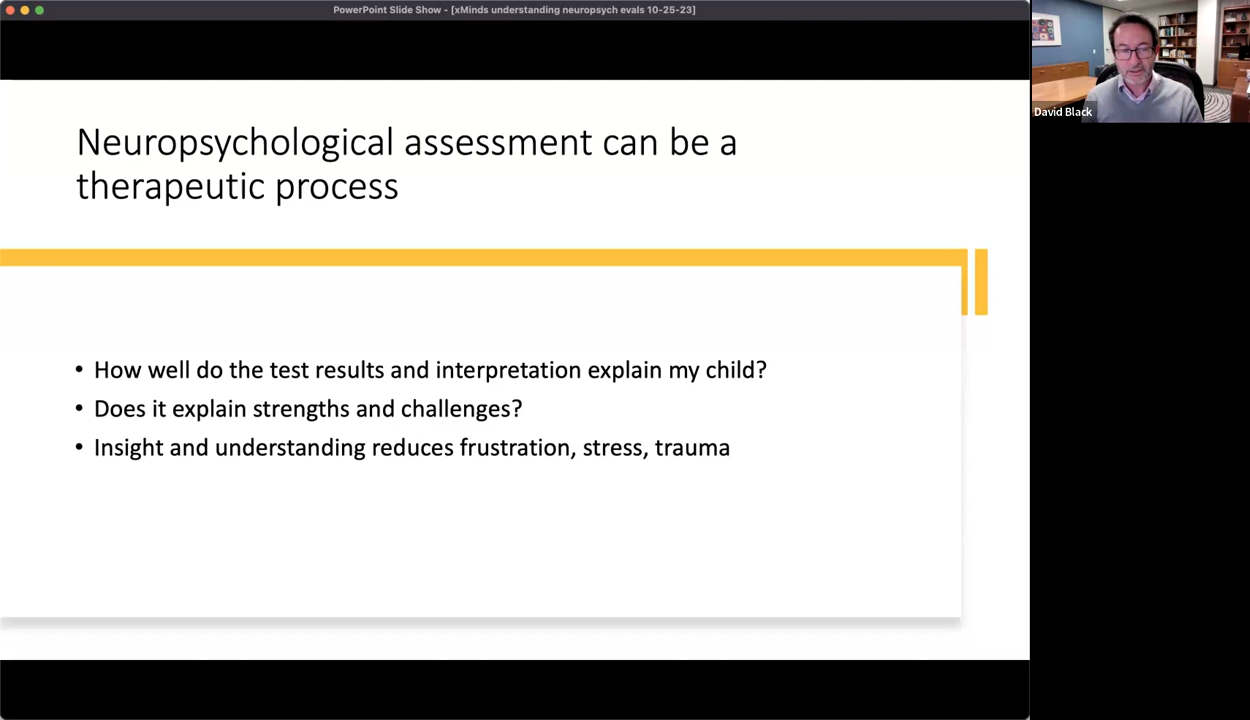 PowerPoint Slide Show - [xMinds understanding neuropsych evals 10-25-23]
David Black
Neuropsychological assessment can be a
therapeutic process
• How well do the test results and interpretation explain my child?
• Does it explain strengths and challenges?
• Insight and understanding reduces frustration, stress, trauma